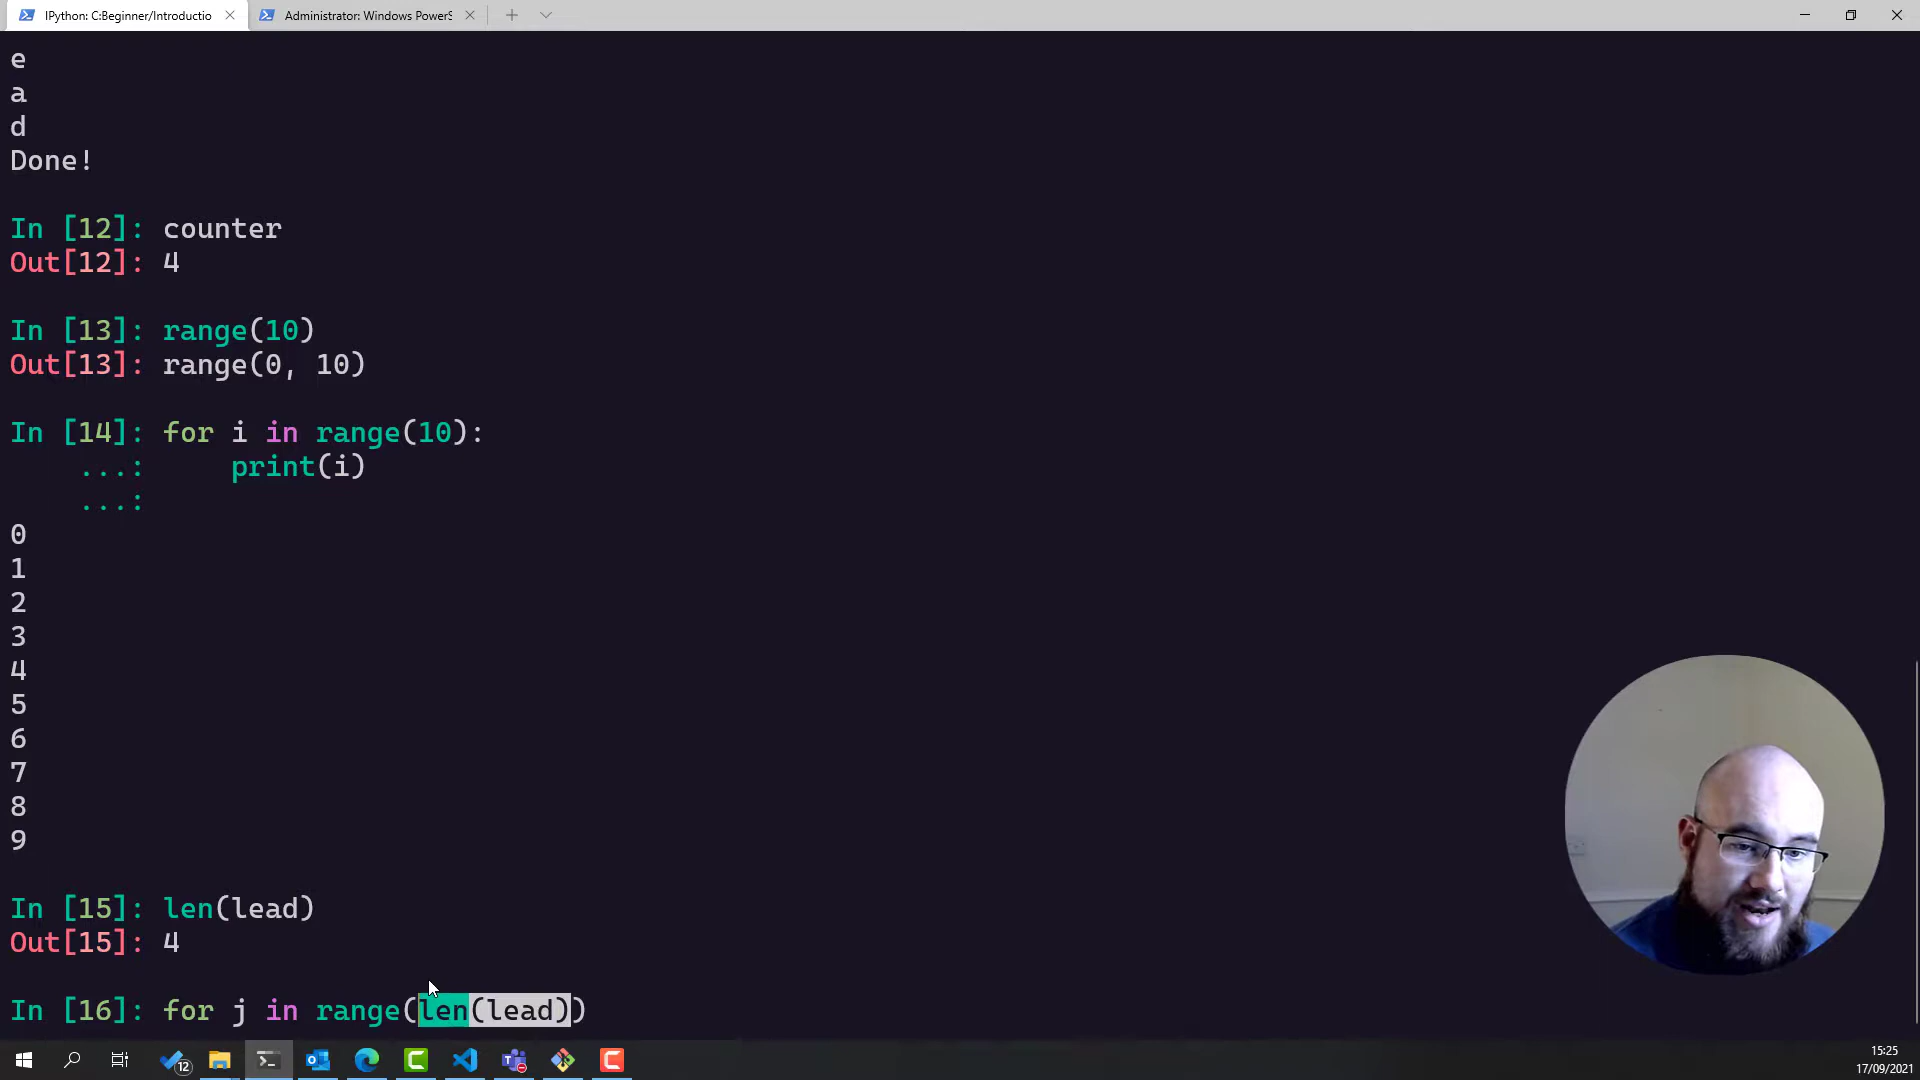 IPython: C:Beginner/Introductio
Administrator: Windows PowerS
e
a
d
Done!
In [12]: counter
Out[12]: 4
In [13]: range(10)
Out[13]: range(0, 10)
In [14]: for i in range(10):
...: print(i)
...:
0
1
2
3
4
5
6
7
8
9
In [15]: len(lead)
Out[15]: 4
In [16]: for j in range(len(lead))
12
15:25
17/09/2021